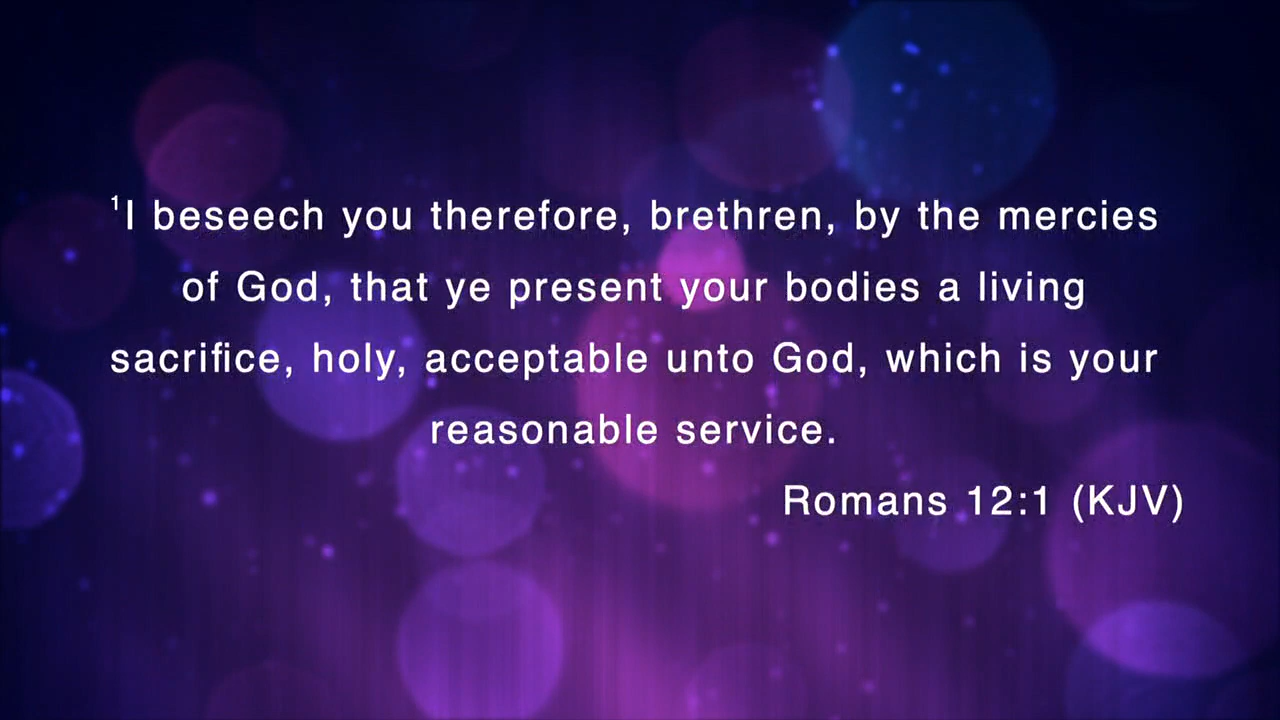 ¹I beseech you therefore, brethren, by the mercies
of God, that ye present your bodies a living
sacrifice, holy, acceptable unto God, which is your
reasonable service.
Romans 12:1 (KJV)